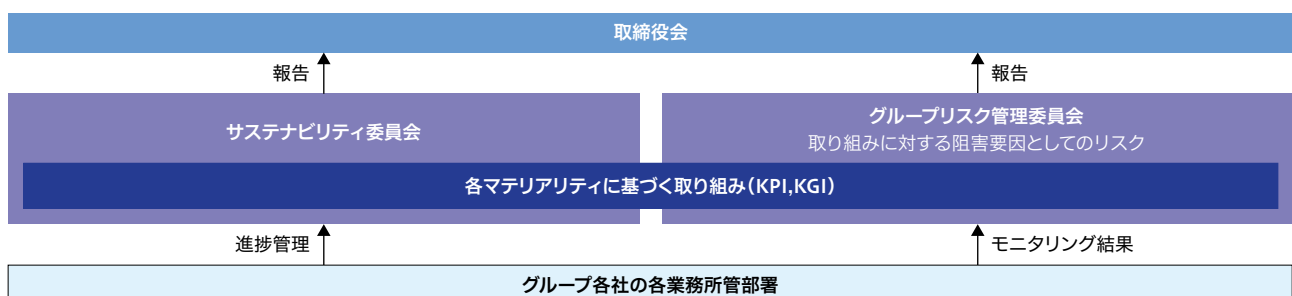 取締役会
報告
報告
サステナビリティ委員会
グループリスク管理委員会
取り組みに対する阻害要因としてのリスク
各マテリアリティに基づく取り組み（KPI,KGI）
進捗管理
モニタリング結果
グループ各社の各業務所管部署